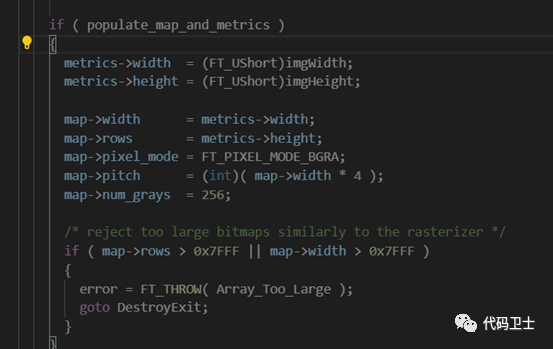 if ( populate_map_and_metrics )
{
metrics->width  = (FT_UShort)imgWidth;
metrics->height = (FT_UShort)imgHeight;
map->width      = metrics->width;
map->rows       = metrics->height;
map->pixel_mode = FT_PIXEL_MODE_BGRA;
map->pitch      = (int)( map->width * 4 );
map->num_grays  = 256;
/* reject too large bitmaps similarly to the rasterizer */
if ( map->rows > 0x7FFF || map->width > 0x7FFF )
{
error = FT_THROW( Array_Too_Large );
goto DestroyExit;
}
}
代码卫士